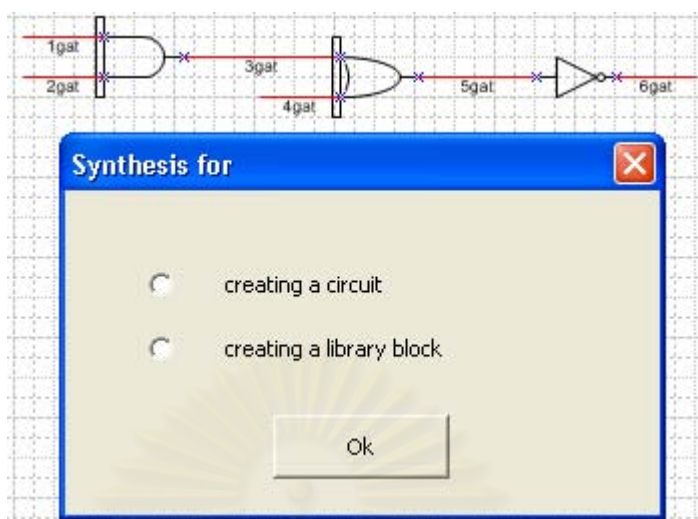 1gat
2gat
3gat
4gat
5gat
6gat
Synthesis for
creating a circuit
creating a library block
Ok